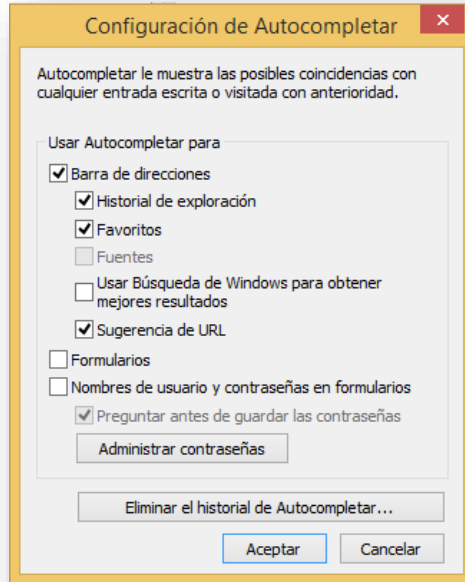 Configuración de Autocompletar
Autocompletar le muestra las posibles coincidencias con
cualquier entrada escrita o visitada con anterioridad.
Usar Autocompletar para
Barra de direcciones
Historial de exploración
Favoritos
Fuentes
Usar Búsqueda de Windows para obtener
mejores resultados
Sugerencia de URL
Formularios
Nombres de usuario y contraseñas en formularios
Preguntar antes de guardar las contraseñas
Administrar contraseñas
Eliminar el historial de Autocompletar...
Aceptar Cancelar